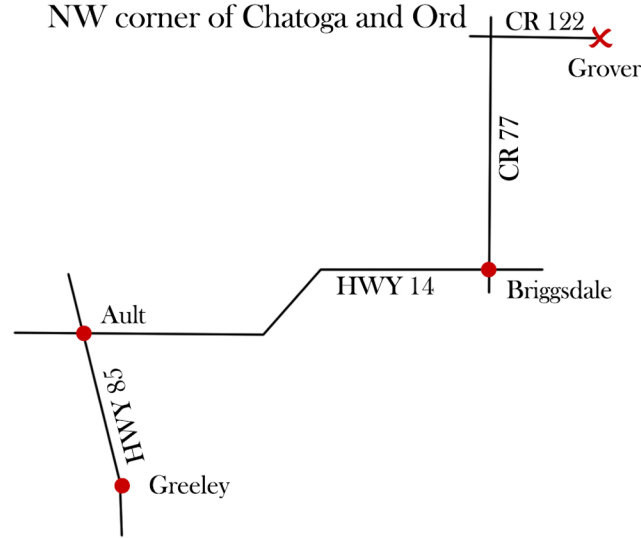 NW corner of Chatoga and Ord
CR 122
Grover
CR 77
HWY 14
Briggsdale
Ault
HWY 85
Greeley